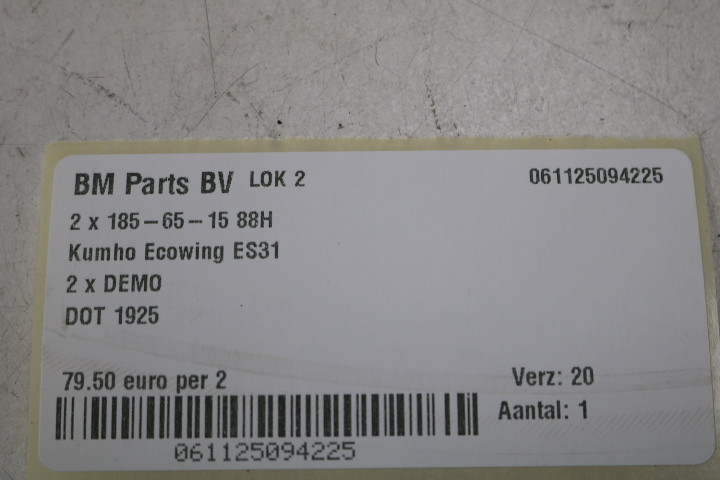 BM Parts BV LOK 2 061125094225
2 x 185-65-15 88H
Kumho Ecowing ES31
2 x DEMO
DOT 1925
79.50 euro per 2 Verz: 20
Aantal: 1
061125094225